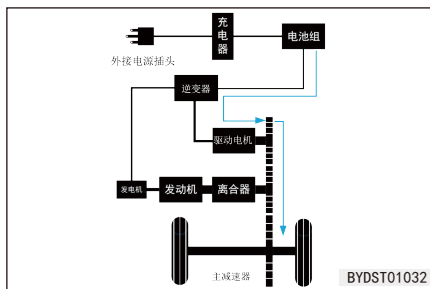 充电器
电池组
外接电源插头
逆变器
驱动电机
发电机
发动机
离合器
主减速器
BYDST01032